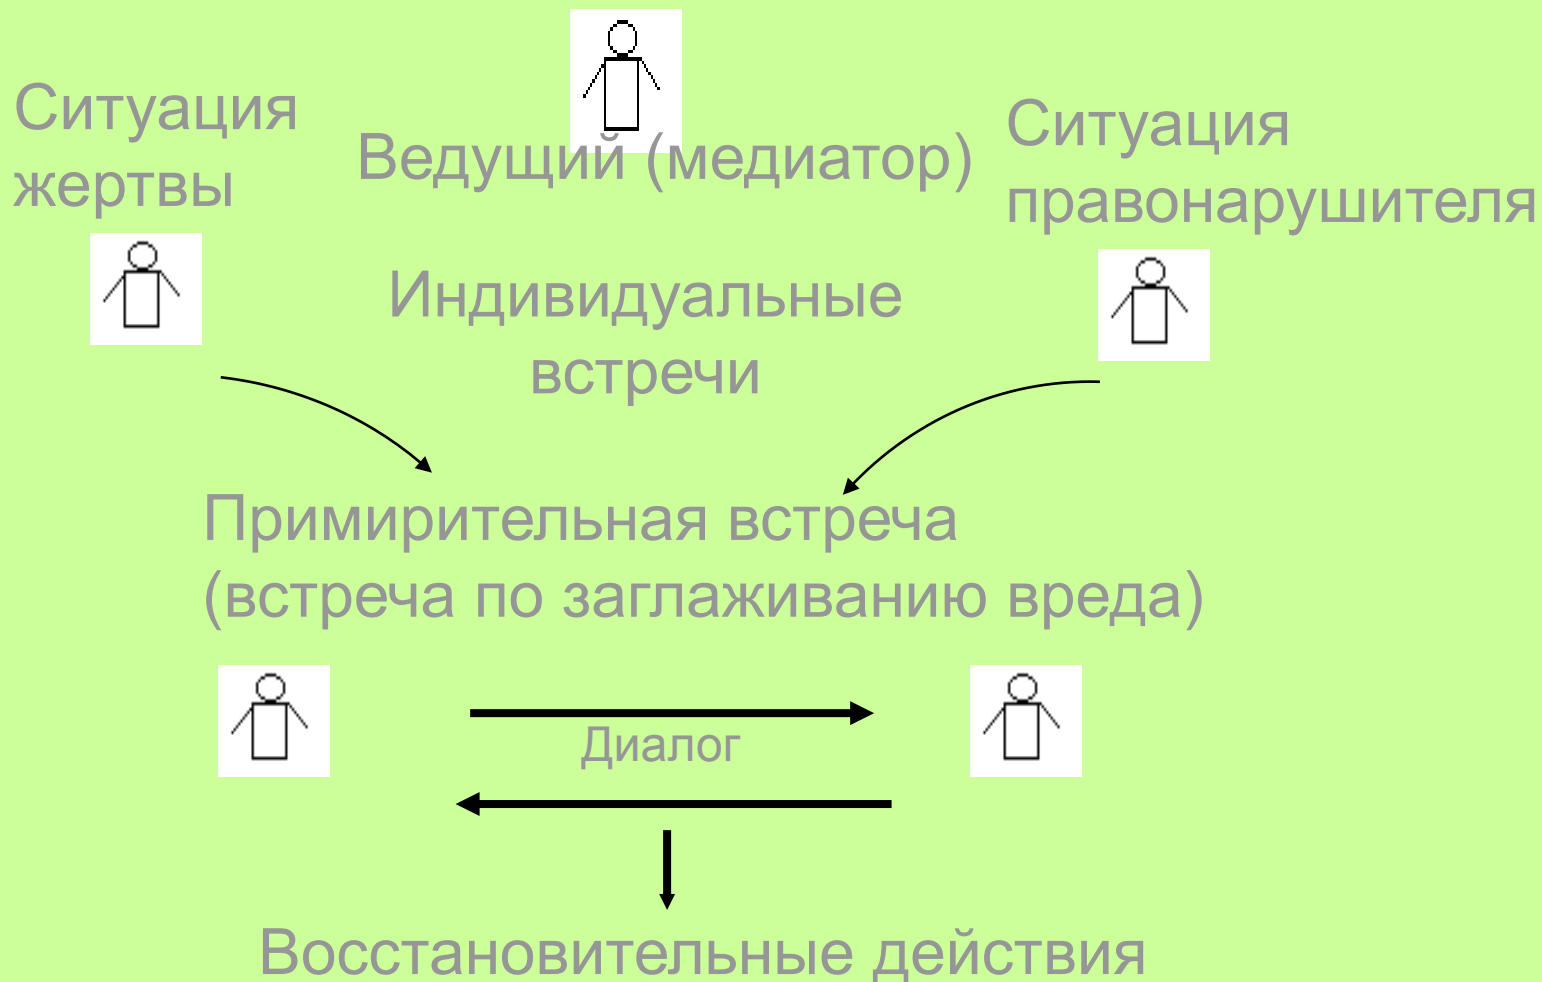 Ситуация
жертвы
Ведущий (медиатор)
Ситуация
правонарушителя
Индивидуальные
встречи
Примирительная встреча
(встреча по заглаживанию вреда)
Диалог
Восстановительные действия